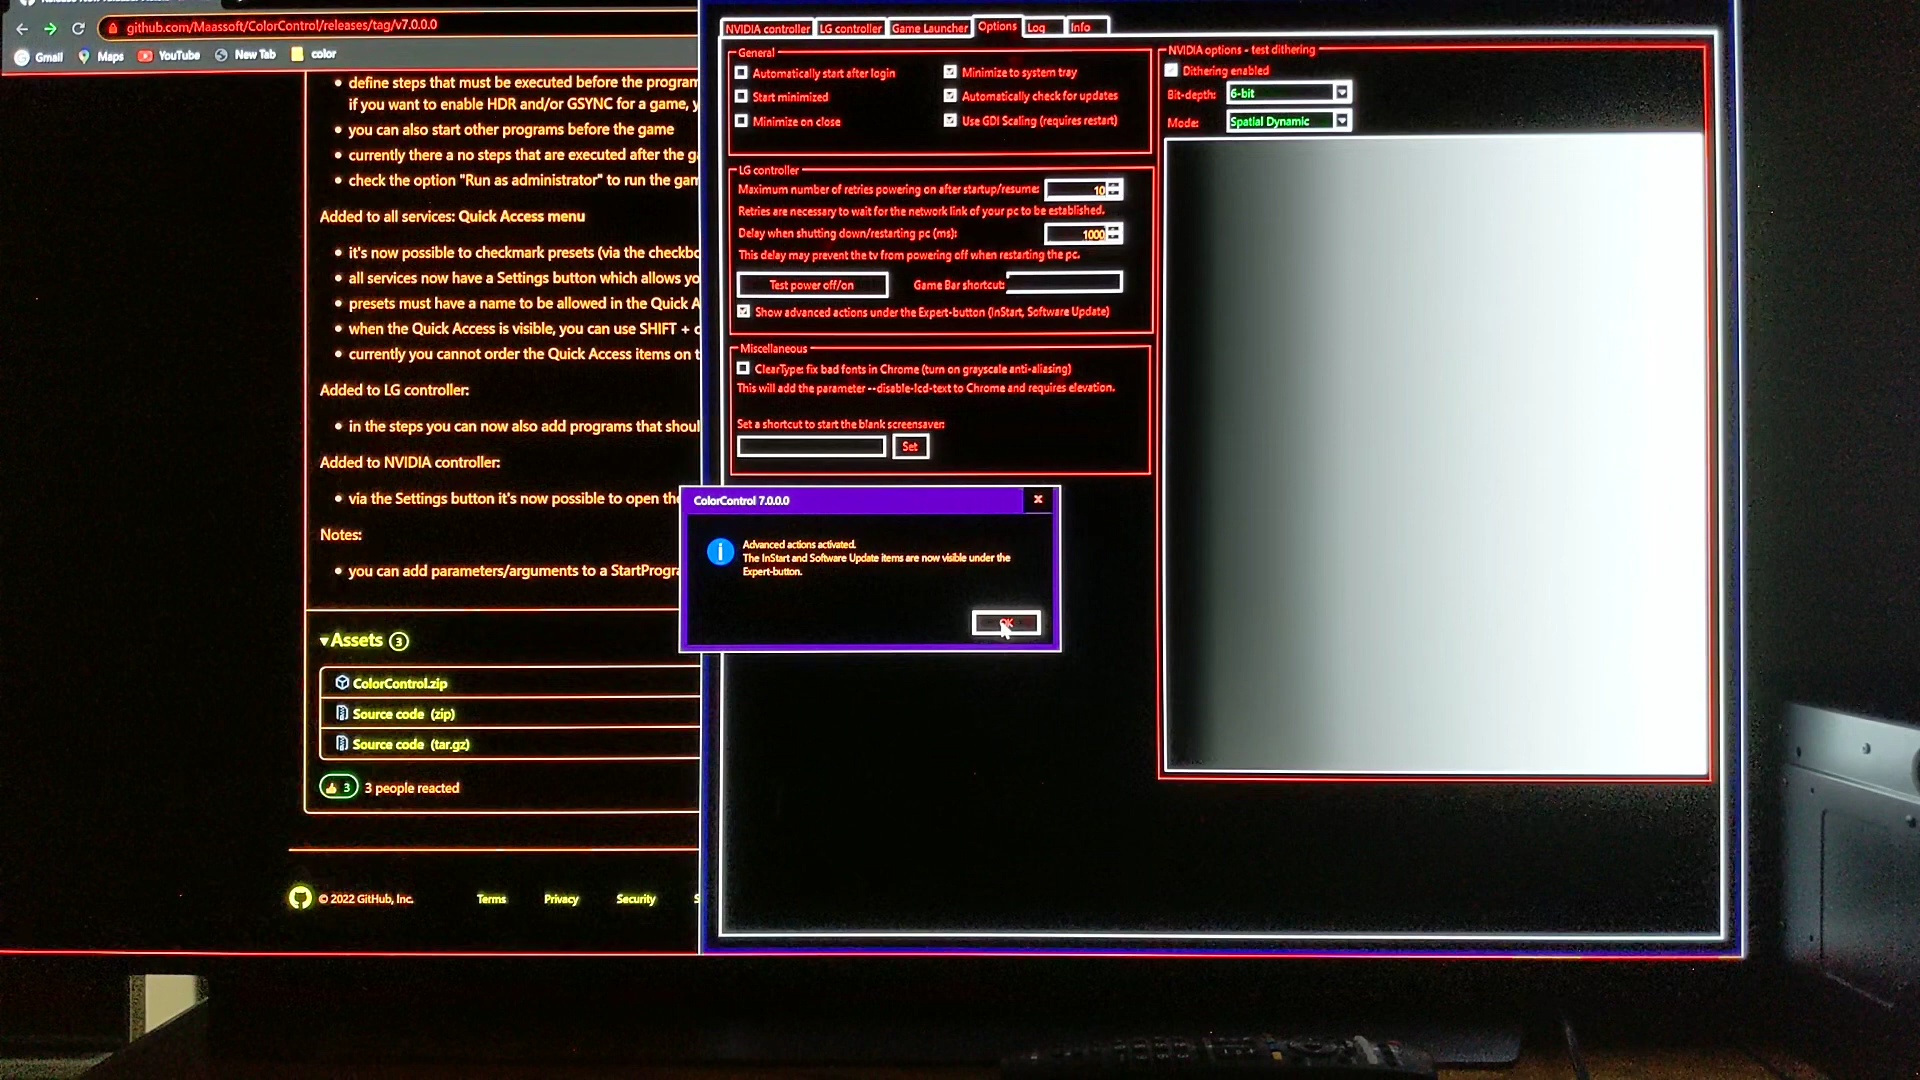 github.com/Maassoft/ColorControl/releases/tag/v7.0.0.0
Gmail Maps YouTube New Tab color
define steps that must be executed before the program
if you want to enable HDR and/or GSYNC for a game, y
you can also start other programs before the game
currently there a no steps that are executed after the ga
check the option "Run as administrator" to run the gam
Added to all services: Quick Access menu
it's now possible to checkmark presets (via the checkbo
all services now have a Settings button which allows yo
presets must have a name to be allowed in the Quick A
when the Quick Access is visible, you can use SHIFT + c
currently you cannot order the Quick Access items on t
Added to LG controller:
in the steps you can now also add programs that shoul
Added to NVIDIA controller:
via the Settings button it's now possible to open the
Notes:
you can add parameters/arguments to a StartProgra
Assets 3
ColorControl.zip
Source code (zip)
Source code (tar.gz)
3 3 people reacted
© 2022 GitHub, Inc. Terms Privacy Security S
NVIDIA controller LG controller Game Launcher Options Log Info
General
Automatically start after login
Minimize to system tray
Start minimized
Automatically check for updates
Minimize on close
Use GDI Scaling (requires restart)
LG controller
Maximum number of retries powering on after startup/resume: 10
Retries are necessary to wait for the network link of your pc to be established.
Delay when shutting down/restarting pc (ms): 1000
This delay may prevent the tv from powering off when restarting the pc.
Test power off/on Game Bar shortcut:
Show advanced actions under the Expert-button (InStart, Software Update)
Miscellaneous
ClearType: fix bad fonts in Chrome (turn on grayscale anti-aliasing)
This will add the parameter --disable-lcd-text to Chrome and requires elevation.
Set a shortcut to start the blank screensaver:
Set
NVIDIA options - test dithering
Dithering enabled
Bit-depth: 6-bit
Mode: Spatial Dynamic
ColorControl 7.0.0.0
Advanced actions activated.
The InStart and Software Update items are now visible under the
Expert-button.
OK